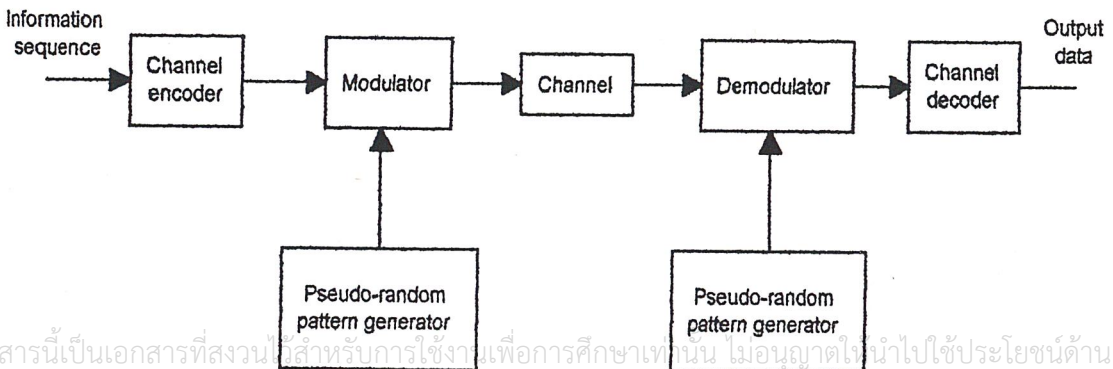 Information
sequence
Channel
encoder
Modulator
Channel
Demodulator
Channel
decoder
Output
data
Pseudo-random
pattern generator
Pseudo-random
pattern generator
สารนี้เป็นเอกสารที่สงวนไว้สำหรับการใช้งานเพื่อการศึกษาเท่านั้น ไม่อนุญาตให้นำไปใช้ประโยชน์ด้าน